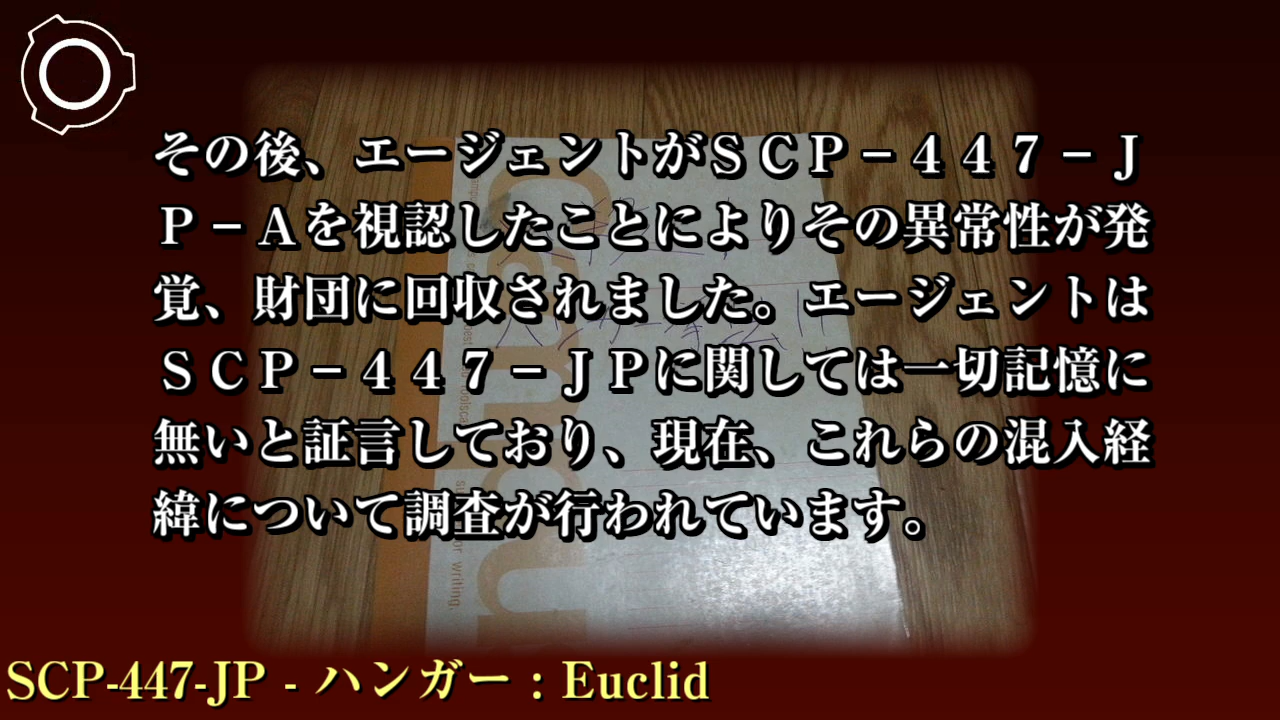 その後、エージェントがＳＣＰ－４４７－Ｊ
Ｐ－Ａを視認したことによりその異常性が発
覚、財団に回収されました。エージェントは
ＳＣＰ－４４７－ＪＰに関しては一切記憶に
無いと証言しており、現在、これらの混入経
緯について調査が行われています。
SCP-447-JP - ハンガー : Euclid